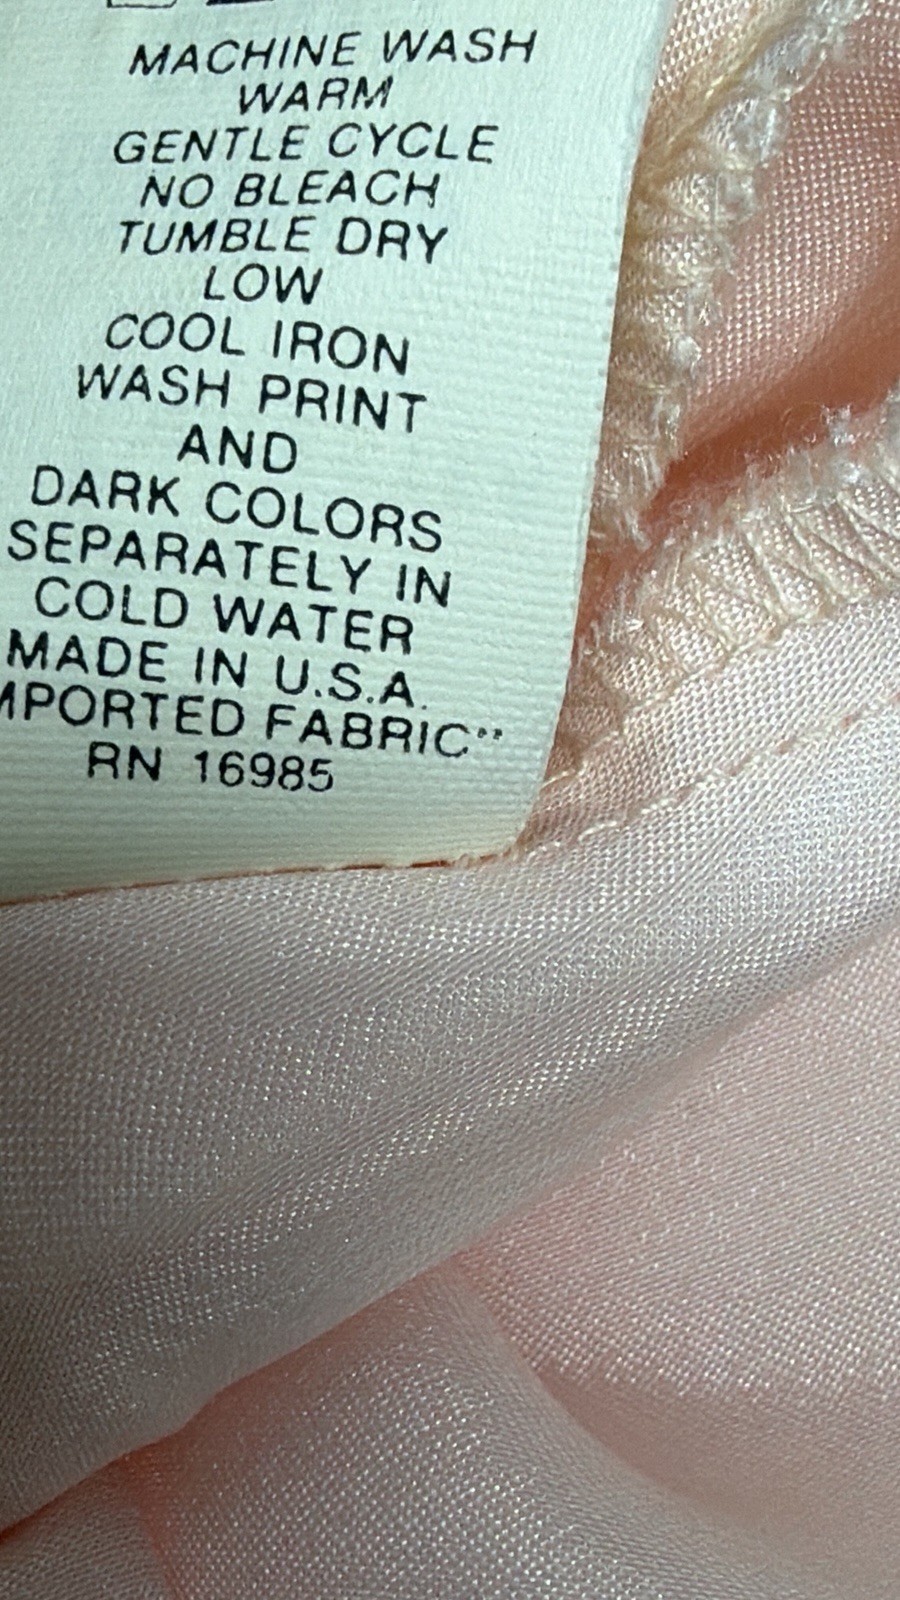 MACHINE WASH
WARM
GENTLE CYCLE
NO BLEACH
TUMBLE DRY
LOW
COOL IRON
WASH PRINT
AND
DARK COLORS
SEPARATELY IN
COLD WATER
MADE IN U.S.A.
MPORTED FABRIC"
RN 16985